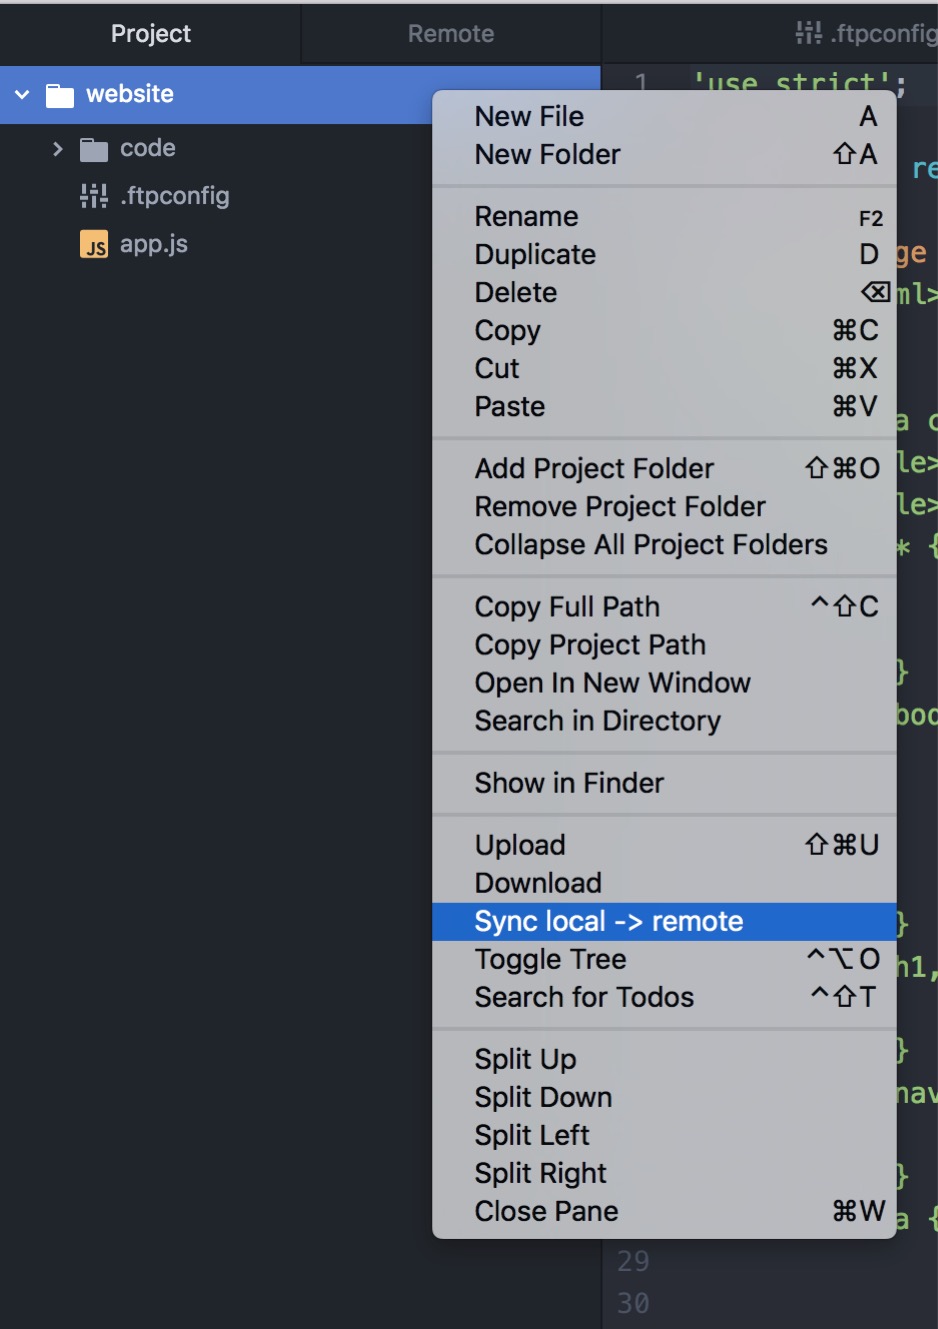 Project Remote .ftpconfig
website
code
.ftpconfig
JS app.js
1 'use strict';
re
ge
ml>
a c
le>
le>
* {
}
bod
}
h1,
}
nav
}
a {
29
30
New File A
New Folder ⇧A
Rename F2
Duplicate D
Delete ⌫
Copy ⌘C
Cut ⌘X
Paste ⌘V
Add Project Folder ⇧⌘O
Remove Project Folder
Collapse All Project Folders
Copy Full Path ^⇧C
Copy Project Path
Open In New Window
Search in Directory
Show in Finder
Upload ⇧⌘U
Download
Sync local -> remote
Toggle Tree ^⌥O
Search for Todos ^⇧T
Split Up
Split Down
Split Left
Split Right
Close Pane ⌘W